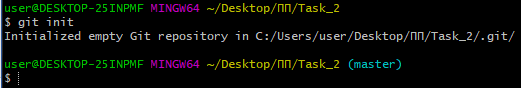 user@DESKTOP-25INPMF MINGW64 ~/Desktop/ПП/Task_2
$ git init
Initialized empty Git repository in C:/Users/user/Desktop/ПП/Task_2/.git/
user@DESKTOP-25INPMF MINGW64 ~/Desktop/ПП/Task_2 (master)
$